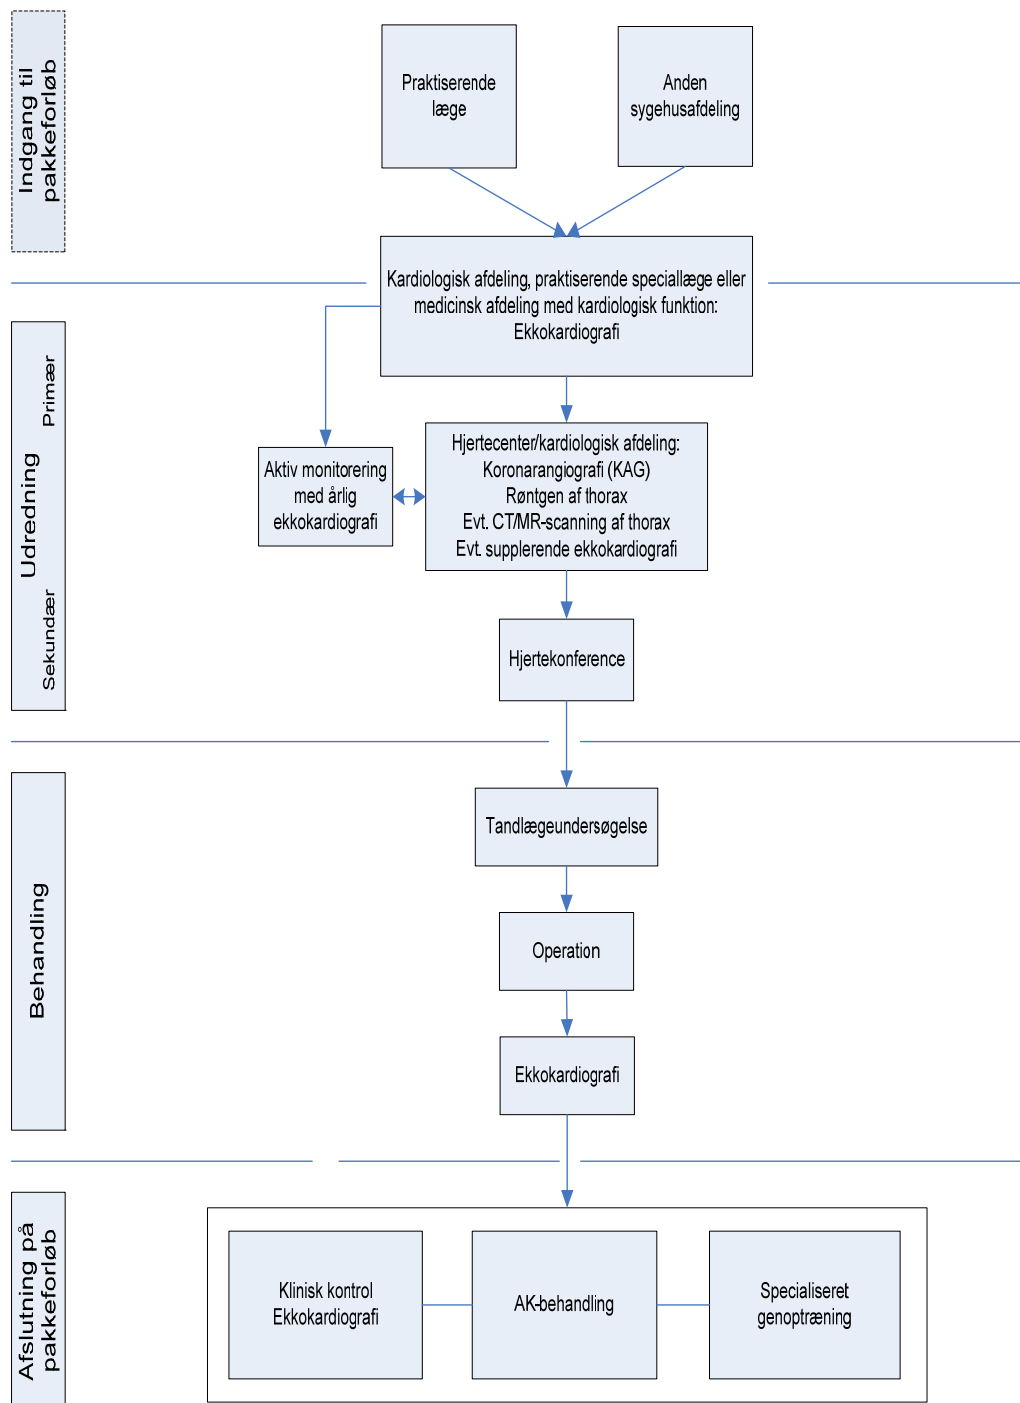 Indgang til
pakkeforløb
Praktiserende
læge
Anden
sygehusafdeling
Kardiologisk afdeling, praktiserende speciallæge eller
medicinsk afdeling med kardiologisk funktion:
Ekkokardiografi
Udredning
Primær
Sekundær
Aktiv monitorering
med årlig
ekkokardiografi
Hjertecenter/kardiologisk afdeling:
Koronarangiografi (KAG)
Røntgen af thorax
Evt. CT/MR-scanning af thorax
Evt. supplerende ekkokardiografi
Hjertekonference
Behandling
Tandlægeundersøgelse
Operation
Ekkokardiografi
Afslutning på
pakkeforløb
Klinisk kontrol
Ekkokardiografi
AK-behandling
Specialiseret
genoptræning